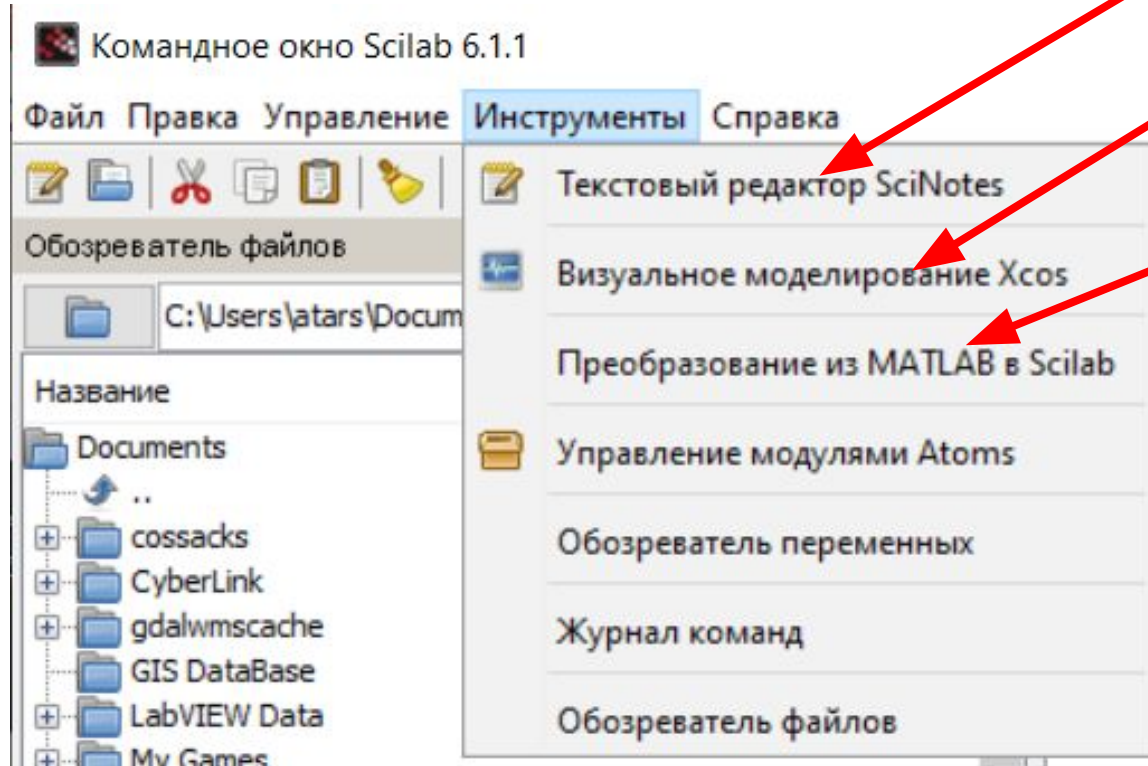 Командное окно Scilab 6.1.1
Файл Правка Управление Инструменты Справка
Текстовый редактор SciNotes
Обозреватель файлов
Визуальное моделирование Xcos
C:\Users\atars\Docum
Преобразование из MATLAB в Scilab
Название
Documents
Управление модулями Atoms
..
cossacks
Обозреватель переменных
CyberLink
gdalwmscache
Журнал команд
GIS DataBase
LabVIEW Data
Обозреватель файлов
My Games